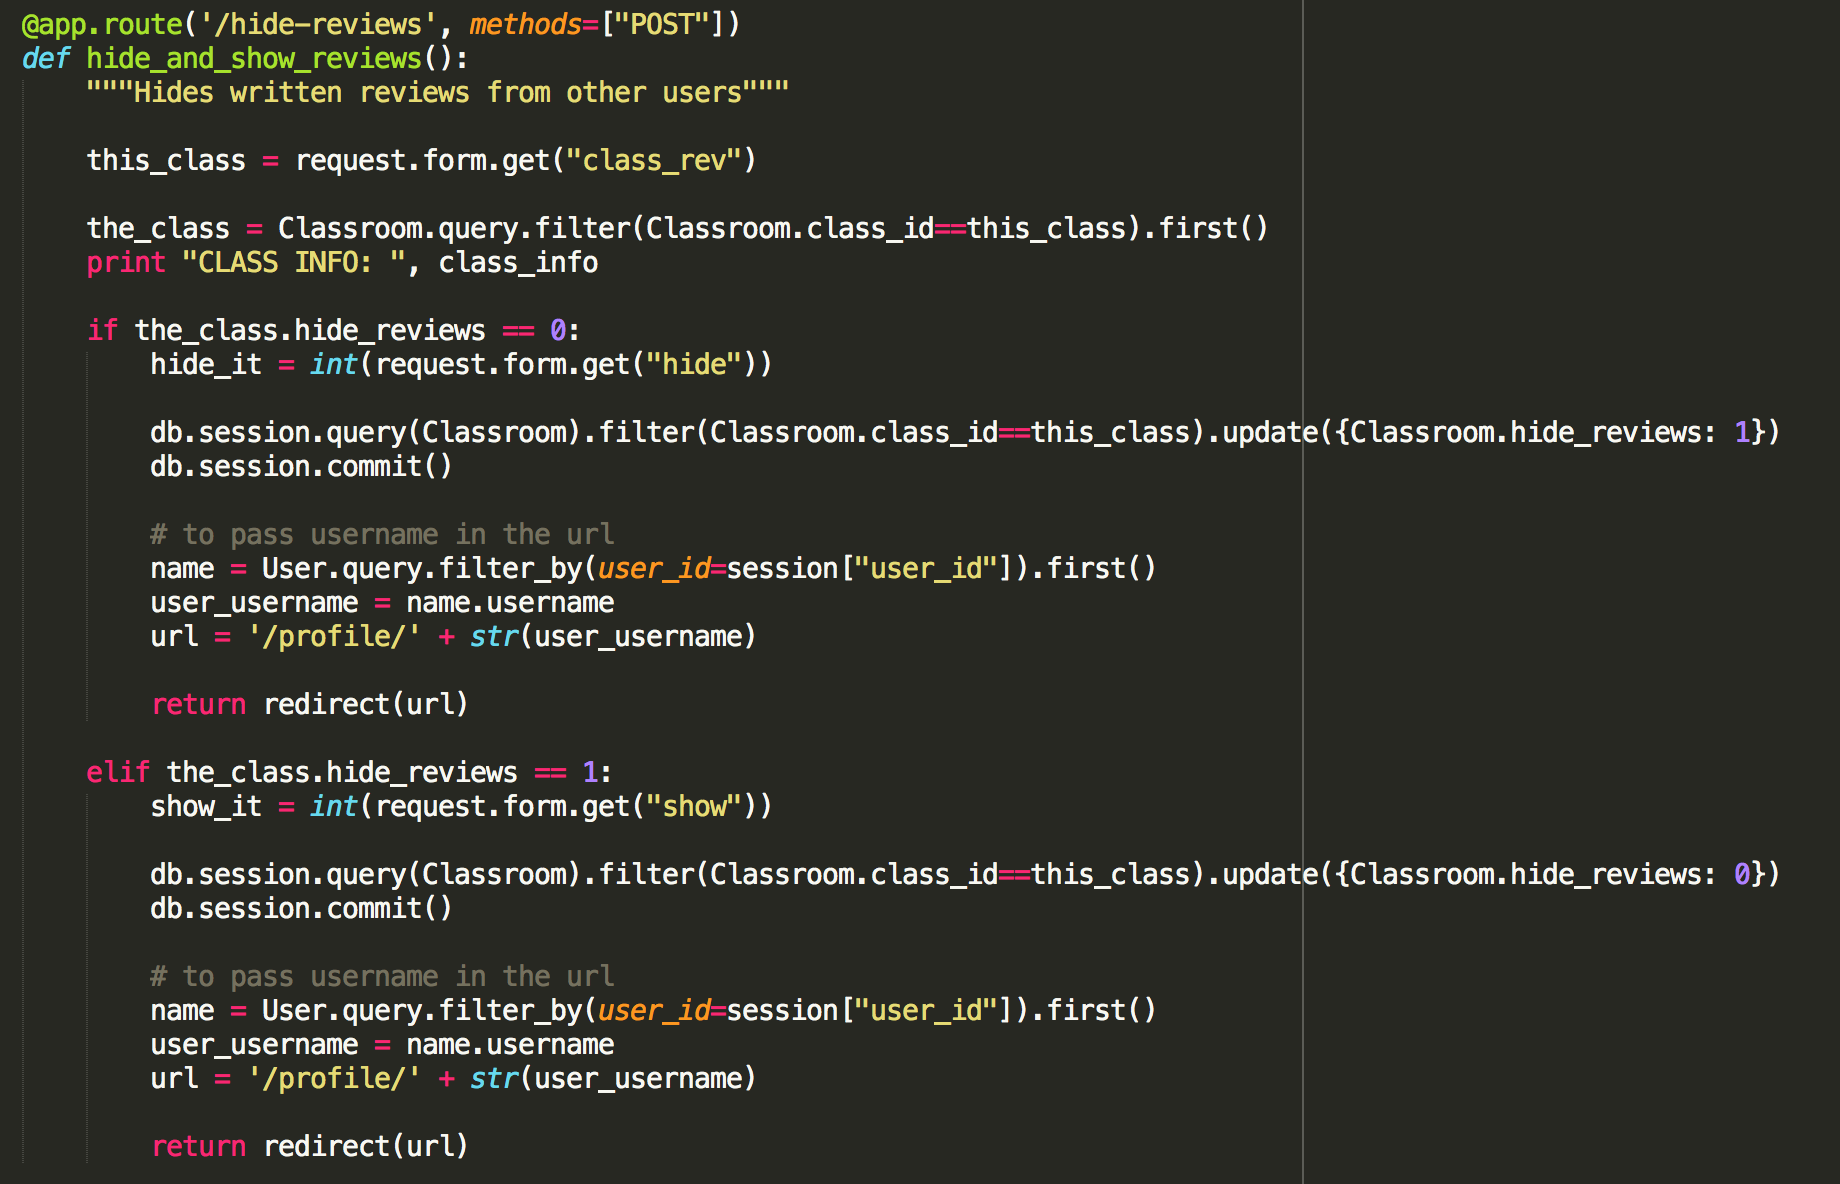 @app.route('/hide-reviews', methods=["POST"])
def hide_and_show_reviews():
    """Hides written reviews from other users"""
    this_class = request.form.get("class_rev")
    the_class = Classroom.query.filter(Classroom.class_id==this_class).first()
    print "CLASS INFO: ", class_info
    if the_class.hide_reviews == 0:
        hide_it = int(request.form.get("hide"))
        db.session.query(Classroom).filter(Classroom.class_id==this_class).update({Classroom.hide_reviews: 1})
        db.session.commit()
        # to pass username in the url
        name = User.query.filter_by(user_id=session["user_id"]).first()
        user_username = name.username
        url = '/profile/' + str(user_username)
        return redirect(url)
    elif the_class.hide_reviews == 1:
        show_it = int(request.form.get("show"))
        db.session.query(Classroom).filter(Classroom.class_id==this_class).update({Classroom.hide_reviews: 0})
        db.session.commit()
        # to pass username in the url
        name = User.query.filter_by(user_id=session["user_id"]).first()
        user_username = name.username
        url = '/profile/' + str(user_username)
        return redirect(url)